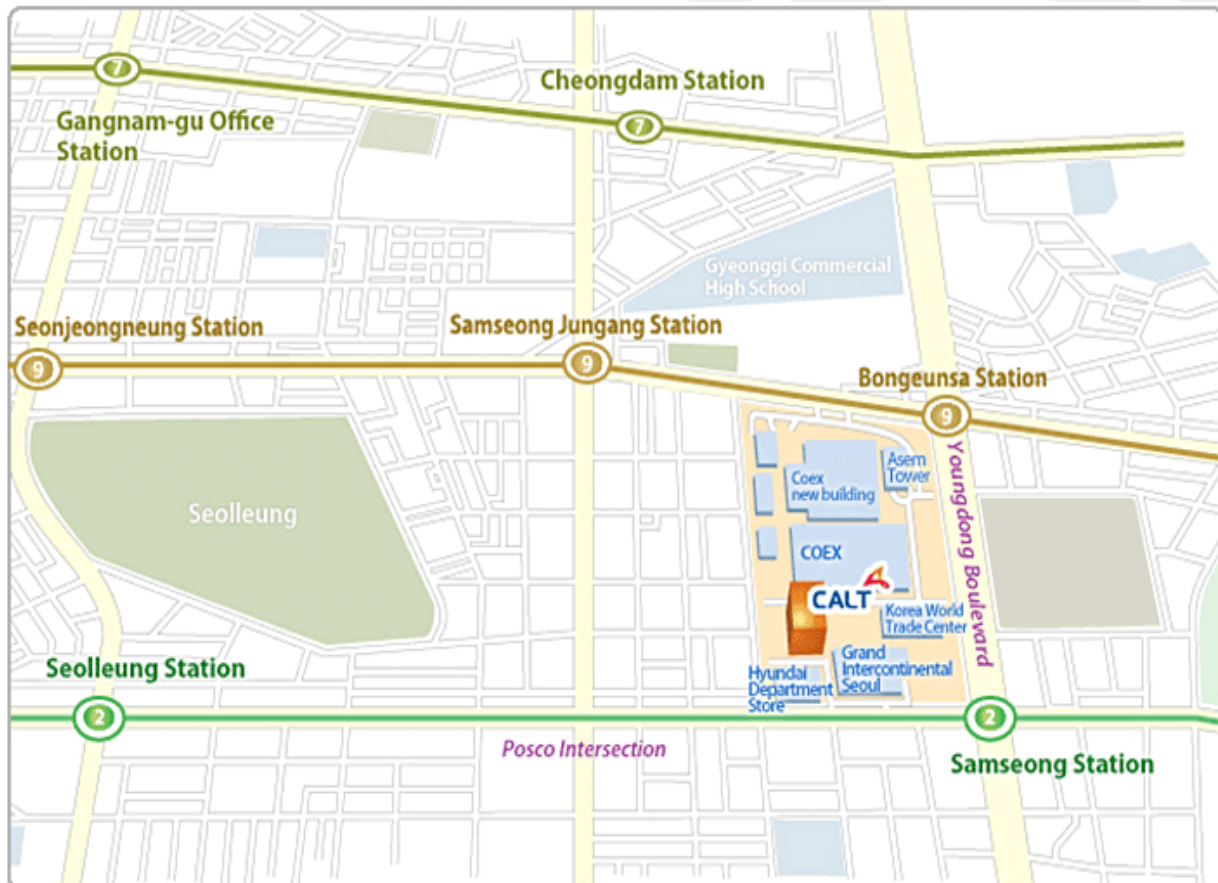 7
Cheongdam Station
7
Gangnam-gu Office
Station
Gyeonggi Commercial
High School
Seonjeongneung Station
Samseong Jungang Station
9
9
Bongeunsa Station
9
Youngdong Boulevard
Coex
new building
Asem
Tower
Seolleung
COEX
CALT
Korea World
Trade Center
Grand
Intercontinental
Seoul
Hyundai
Department
Store
Seolleung Station
2
2
Posco Intersection
Samseong Station